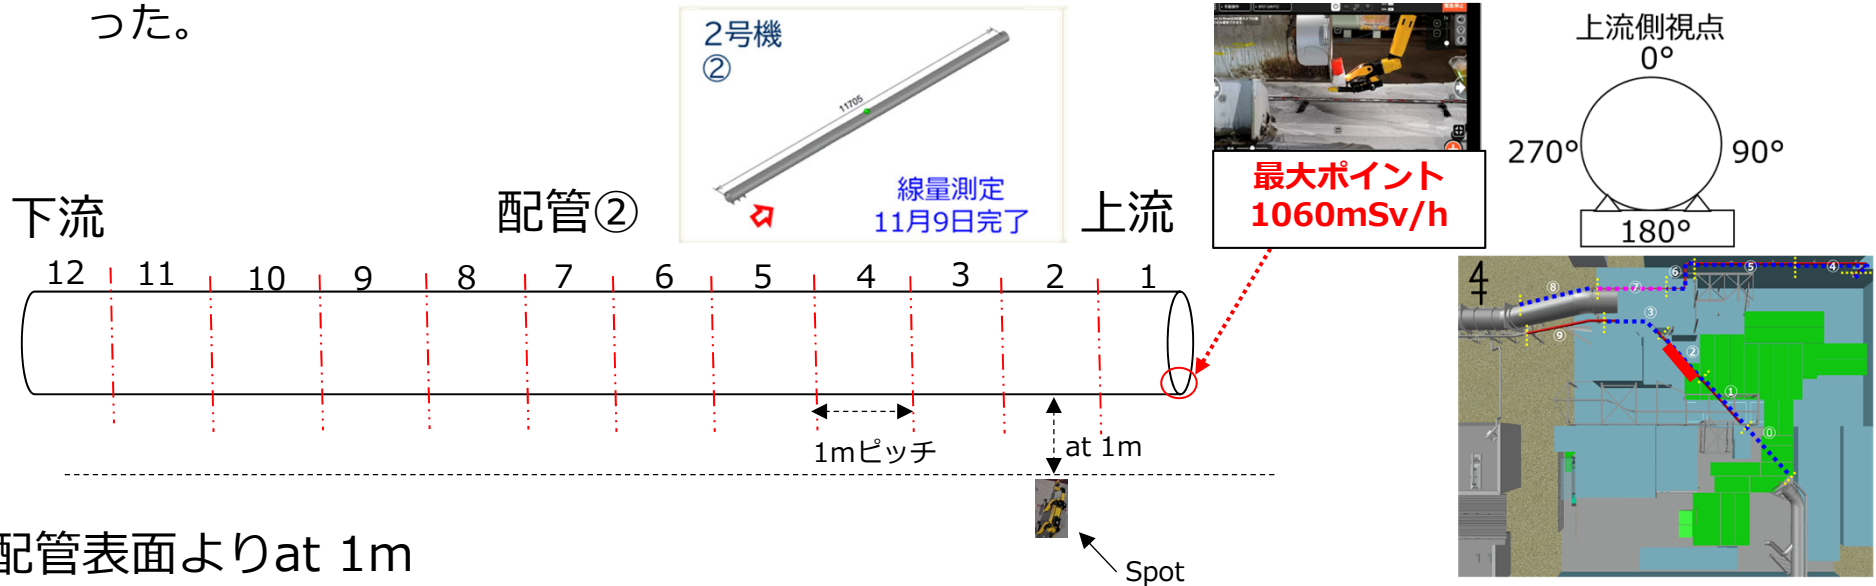 った。
2号機
②
11705
線量測定
11月9日完了
最大ポイント
1060mSv/h
上流側視点
0°
270°
90°
180°
下流
配管②
上流
12 11 10 9 8 7 6 5 4 3 2 1
1mピッチ
at 1m
Spot
配管表面よりat 1m
⑧ ⑦ ⑥ ⑤ ④
⑨ ③
②
①
⓪